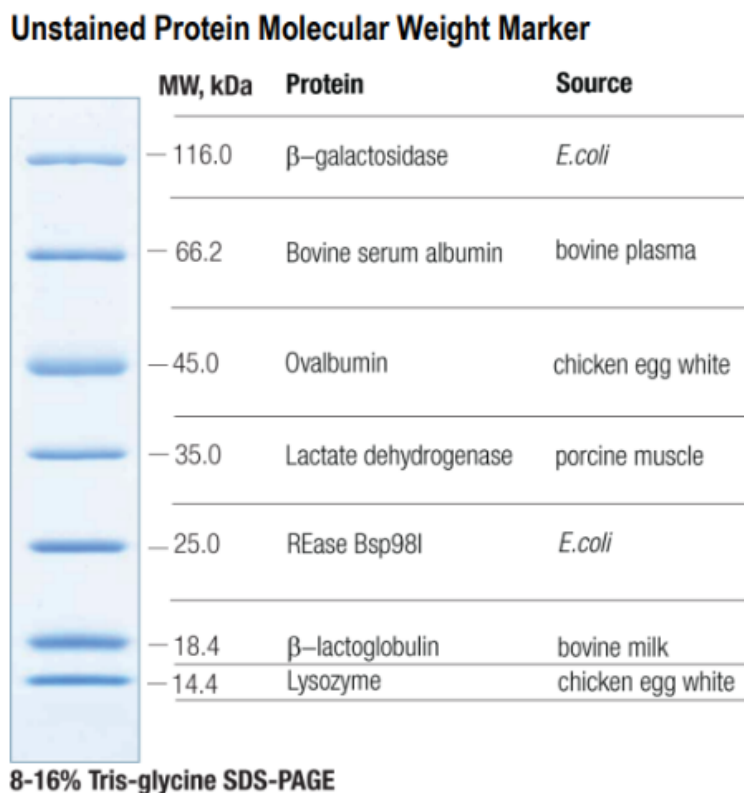 Unstained Protein Molecular Weight Marker
MW, kDa Protein Source
116.0 β–galactosidase E.coli
66.2 Bovine serum albumin bovine plasma
45.0 Ovalbumin chicken egg white
35.0 Lactate dehydrogenase porcine muscle
25.0 REase Bsp98I E.coli
18.4 β–lactoglobulin bovine milk
14.4 Lysozyme chicken egg white
8-16% Tris-glycine SDS-PAGE